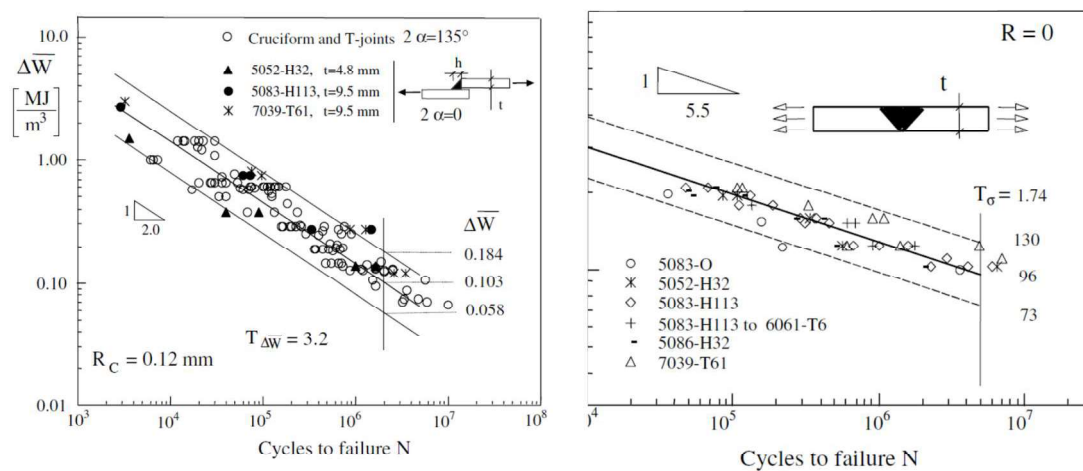 10.0
ΔW̅
[MJ/m³]
1.00
0.10
0.01
○ Cruciform and T-joints 2 α=135°
▲ 5052-H32, t=4.8 mm
● 5083-H113, t=9.5 mm
✳ 7039-T61, t=9.5 mm
h
t
2 α=0
1
2.0
ΔW̅
0.184
0.103
0.058
T ΔW̅ = 3.2
R_C = 0.12 mm
10³ 10⁴ 10⁵ 10⁶ 10⁷ 10⁸
Cycles to failure N
R = 0
1
5.5
t
T_σ = 1.74
130
96
73
○ 5083-O
✳ 5052-H32
◇ 5083-H113
+ 5083-H113 to 6061-T6
- 5086-H32
△ 7039-T61
10⁵ 10⁶ 10⁷
Cycles to failure N